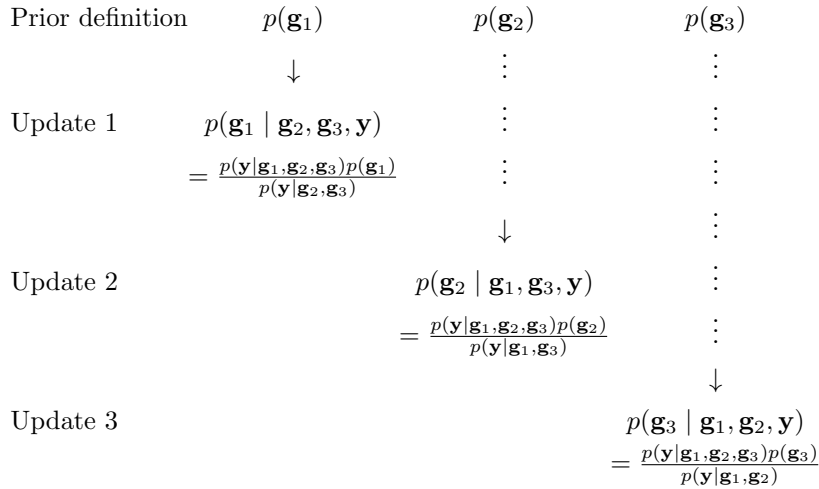 Prior definition p(g₁) p(g₂) p(g₃)
↓ ⋮ ⋮
Update 1 p(g₁ | g₂, g₃, y) ⋮ ⋮
= p(y|g₁,g₂,g₃)p(g₁) / p(y|g₂,g₃) ⋮ ⋮
↓ ⋮
Update 2 p(g₂ | g₁, g₃, y) ⋮
= p(y|g₁,g₂,g₃)p(g₂) / p(y|g₁,g₃) ⋮
↓
Update 3 p(g₃ | g₁, g₂, y)
= p(y|g₁,g₂,g₃)p(g₃) / p(y|g₁,g₂)